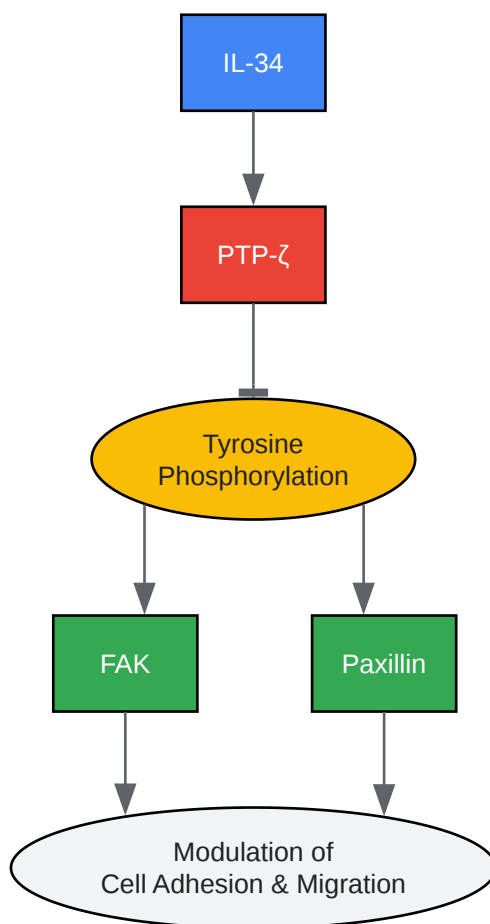 IL-34
PTP-ζ
Tyrosine
Phosphorylation
FAK
Paxillin
Modulation of
Cell Adhesion & Migration